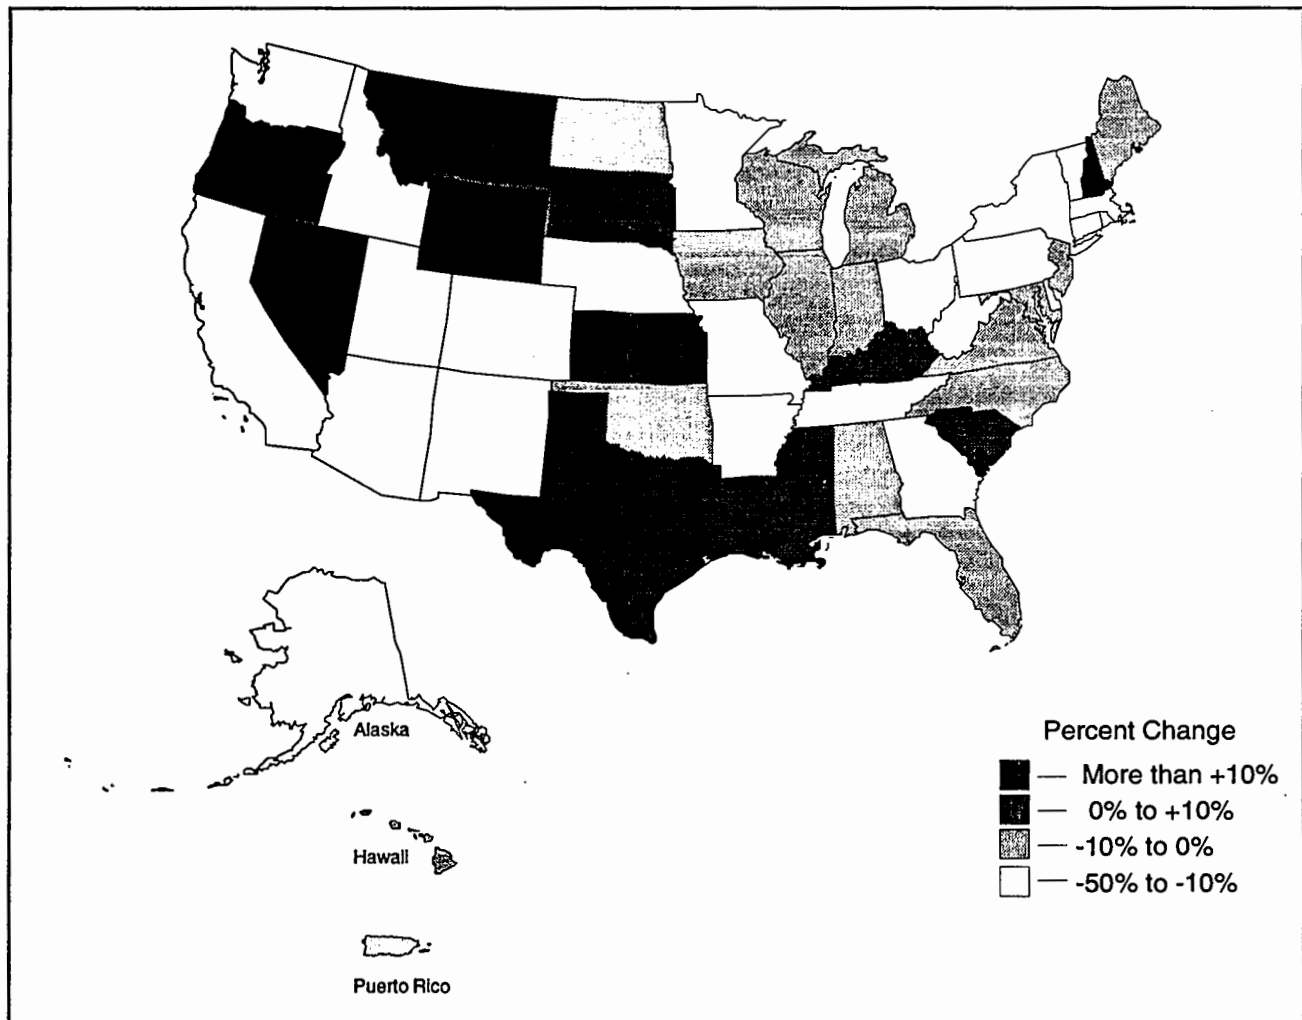 Alaska
Hawaii
Puerto Rico
Percent Change
More than +10%
0% to +10%
-10% to 0%
-50% to -10%